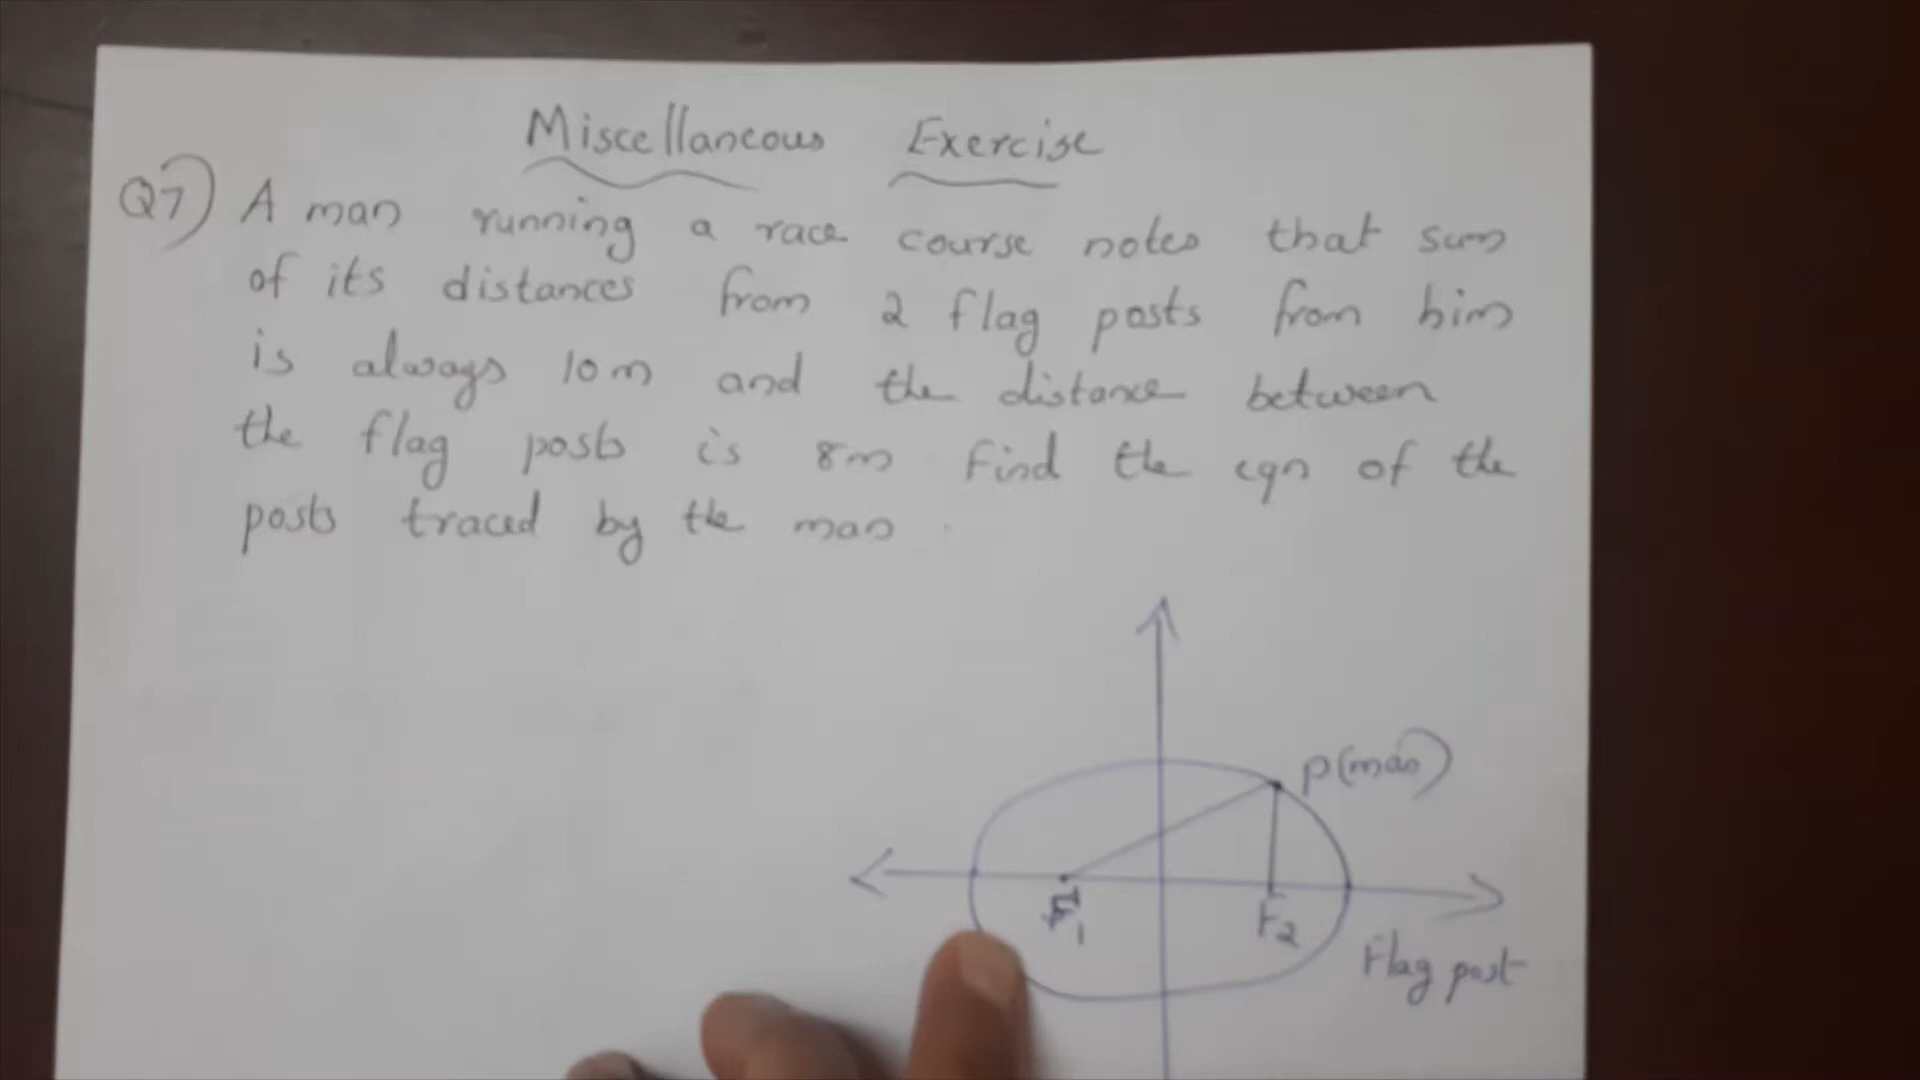 Miscellaneous Exercise
Q7) A man running a race course notes that sum
of its distances from 2 flag posts from him
is always 10m and the distance between
the flag posts is 8m Find the eqn of the
posts traced by the man.
P(man)
F1
F2
Flag post